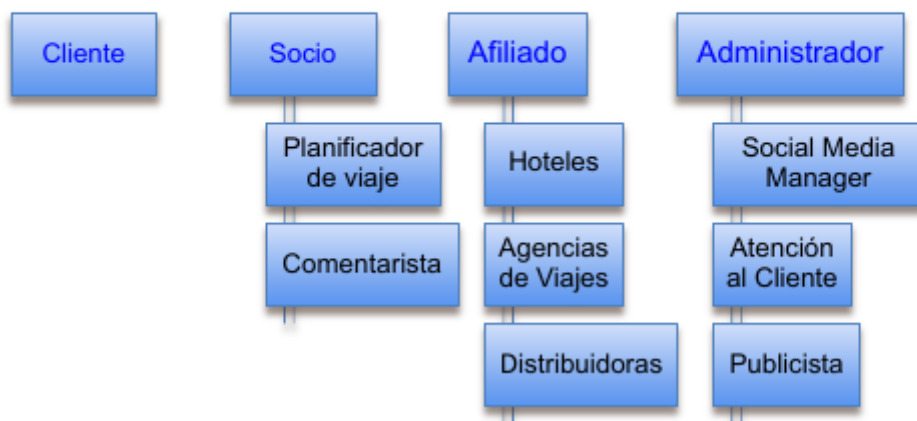 Cliente
Socio
Afiliado
Administrador
Planificador
de viaje
Hoteles
Social Media
Manager
Comentarista
Agencias
de Viajes
Atención
al Cliente
Distribuidoras
Publicista